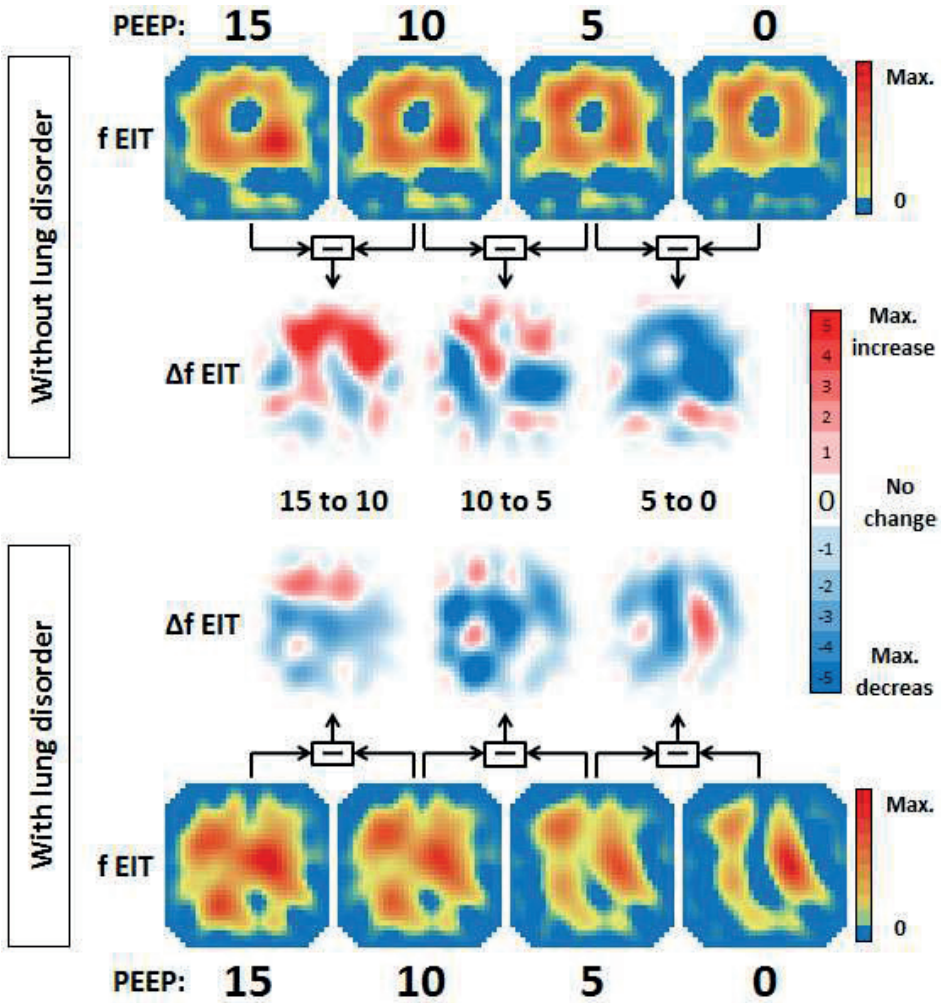 PEEP: 15 10 5 0
Without lung disorder
f EIT
Max.
0
Δf EIT
Max.
increase
5
4
3
2
1
0
-1
-2
-3
-4
-5
No
change
Max.
decreas
15 to 10 10 to 5 5 to 0
With lung disorder
Δf EIT
f EIT
Max.
0
PEEP: 15 10 5 0